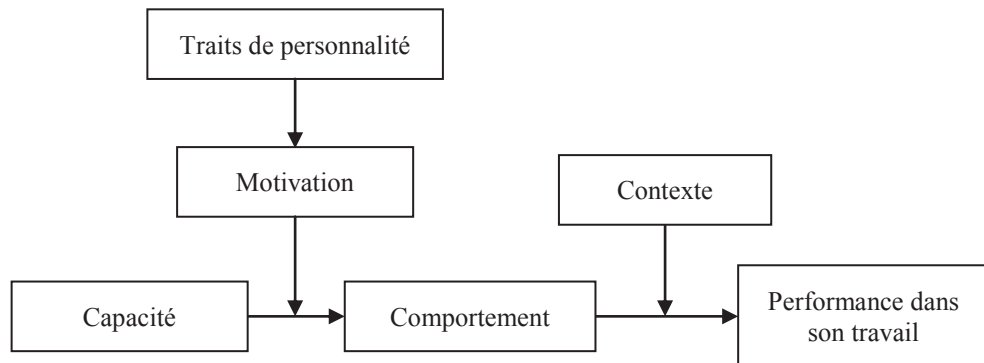 Traits de personnalité
Motivation
Contexte
Capacité
Comportement
Performance dans
son travail